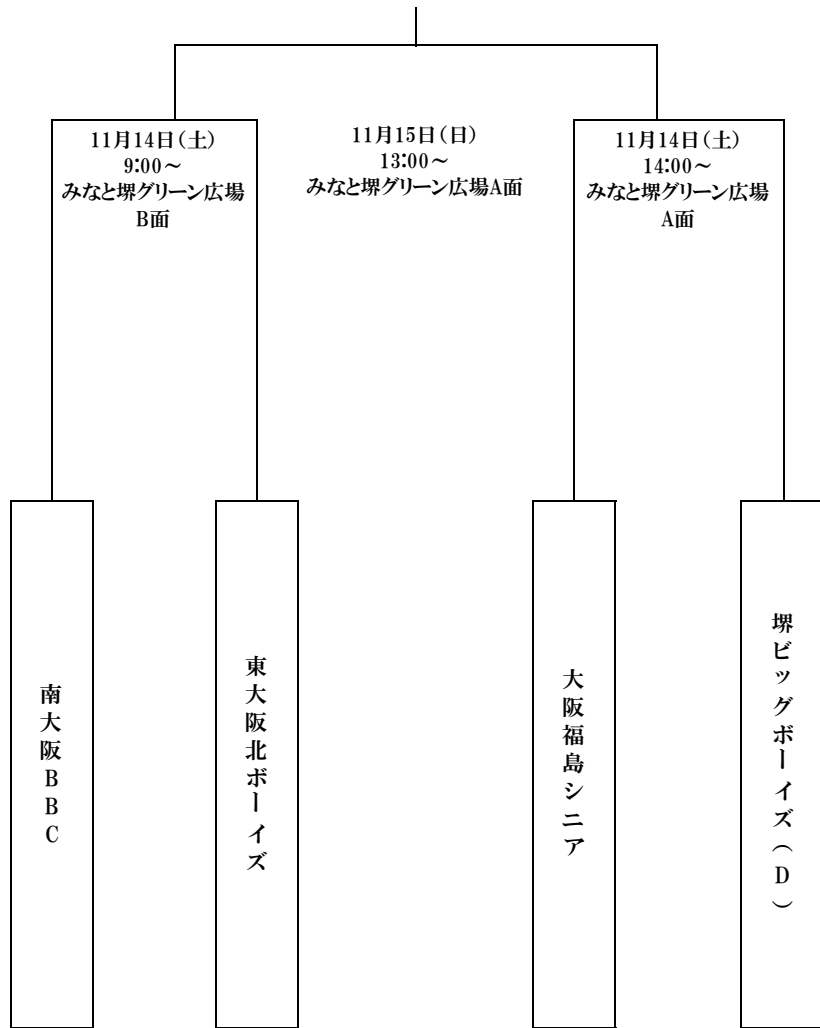 11月14日（土）
9:00～
みなと堺グリーン広場
B面
11月15日（日）
13:00～
みなと堺グリーン広場A面
11月14日（土）
14:00～
みなと堺グリーン広場
A面
南大阪BBC
東大阪北ボーイズ
大阪福島シニア
堺ビッグボーイズ（D）